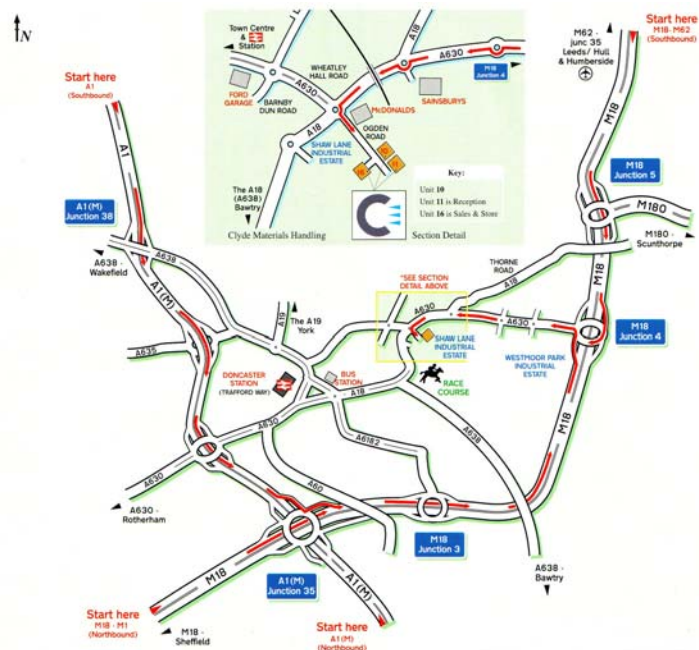 N
Town Centre
&
Station
A18
A630
M18
Junction 4
WHEATLEY
HALL ROAD
A630
FORD
GARAGE
BARNBY
DUN ROAD
McDONALDS
SAINSBURYS
A18
OGDEN
ROAD
SHAW LANE
INDUSTRIAL
ESTATE
10
11
16
The A18
(A638)
Bawtry
Key:
Unit 10
Unit 11 is Reception
Unit 16 is Sales & Store
Clyde Materials Handling
Section Detail
M62 -
junc 35
Leeds/ Hull
& Humberside
Start here
M18- M62
(Southbound)
Start here
A1
(Southbound)
A1
M18
M18
Junction 5
M180
M180 -
Scunthorpe
A1(M)
Junction 38
A638 -
Wakefield
A638
A1(M)
THORNE
ROAD
A18
M18
*SEE SECTION
DETAIL ABOVE
The A19
York
A19
A630
A630
M18
Junction 4
SHAW LANE
INDUSTRIAL
ESTATE
WESTMOOR PARK
INDUSTRIAL
ESTATE
A635
DONCASTER
STATION
(TRAFFORD WAY)
BUS
STATION
A18
RACE
COURSE
M18
A638
A630
A6182
A630
A60
A630-
Rotherham
M18
Junction 3
A638 -
Bawtry
M18
A1(M)
Junction 35
A1(M)
Start here
M18 - M1
(Northbound)
M18 -
Sheffield
Start here
A1(M)
(Northbound)